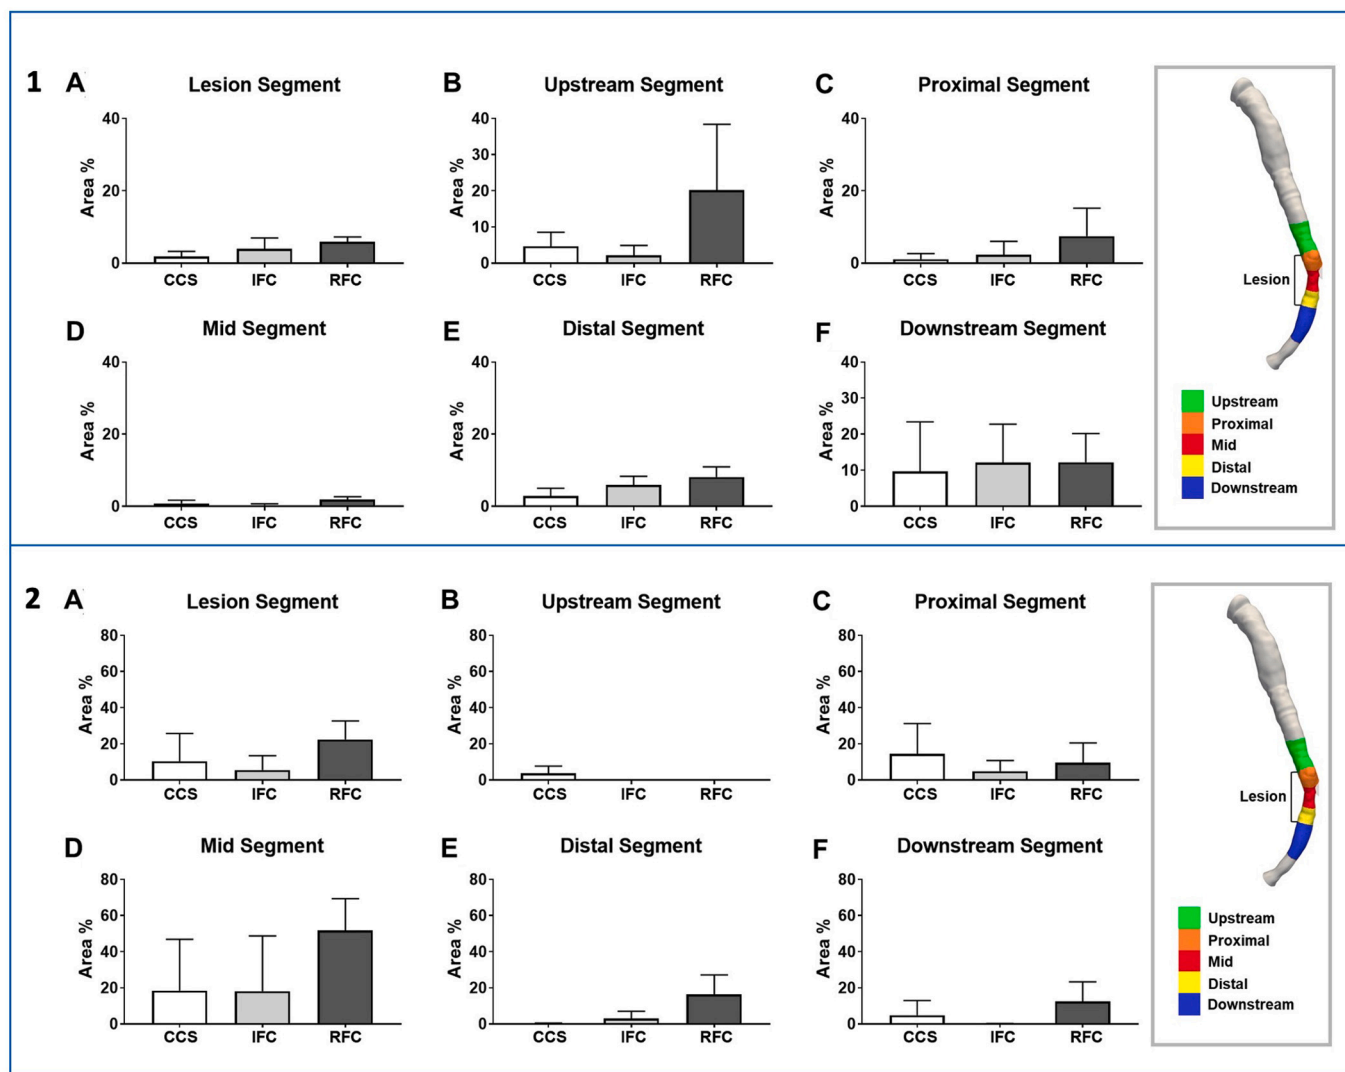 1
A Lesion Segment
Area %
40
20
0
CCS IFC RFC
B Upstream Segment
Area %
40
30
20
10
0
CCS IFC RFC
C Proximal Segment
Area %
40
20
0
CCS IFC RFC
D Mid Segment
Area %
40
20
0
CCS IFC RFC
E Distal Segment
Area %
40
20
0
CCS IFC RFC
F Downstream Segment
Area %
40
30
20
10
0
CCS IFC RFC
Lesion
Upstream
Proximal
Mid
Distal
Downstream
2
A Lesion Segment
Area %
80
60
40
20
0
CCS IFC RFC
B Upstream Segment
Area %
80
60
40
20
0
CCS IFC RFC
C Proximal Segment
Area %
80
60
40
20
0
CCS IFC RFC
D Mid Segment
Area %
80
60
40
20
0
CCS IFC RFC
E Distal Segment
Area %
80
60
40
20
0
CCS IFC RFC
F Downstream Segment
Area %
80
60
40
20
0
CCS IFC RFC
Lesion
Upstream
Proximal
Mid
Distal
Downstream